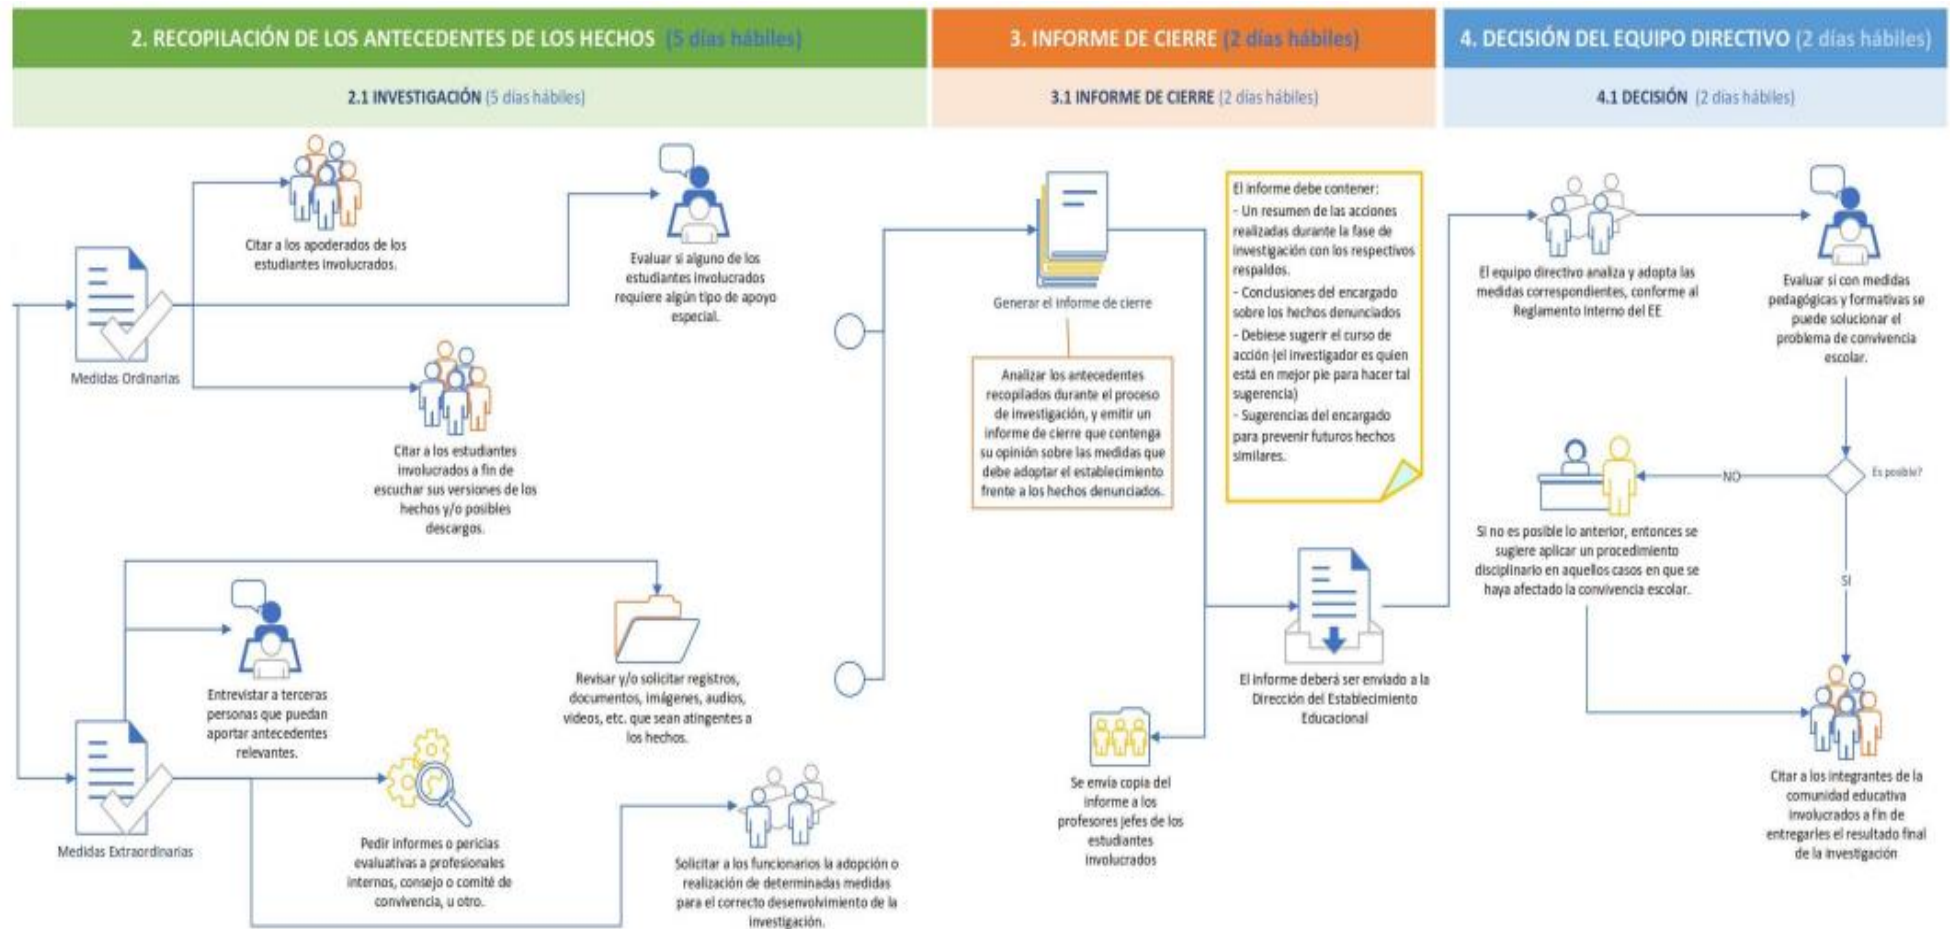 2. RECOPILACIÓN DE LOS ANTECEDENTES DE LOS HECHOS (5 días hábiles)
2.1 INVESTIGACIÓN (5 días hábiles)
Citar a los apoderados de los
estudiantes involucrados.
Evaluar si alguno de los
estudiantes involucrados
requiere algún tipo de apoyo
especial.
Medidas Ordinarias
Citar a los estudiantes
involucrados a fin de
escuchar sus versiones de los
hechos y/o posibles
descargos.
Entrevistar a terceras
personas que puedan
aportar antecedentes
relevantes.
Revisar y/o solicitar registros,
documentos, imágenes, audios,
videos, etc. que sean atingentes a
los hechos.
Medidas Extraordinarias
Pedir informes o pericias
evaluativas a profesionales
internos, consejo o comité de
convivencia, u otro.
Solicitar a los funcionarios la adopción o
realización de determinadas medidas
para el correcto desenvolvimiento de la
investigación.
3. INFORME DE CIERRE (2 días hábiles)
3.1 INFORME DE CIERRE (2 días hábiles)
Generar el informe de cierre
Analizar los antecedentes
recopilados durante el proceso
de investigación, y emitir un
informe de cierre que contenga
su opinión sobre las medidas que
debe adoptar el establecimiento
frente a los hechos denunciados.
El informe debe contener:
- Un resumen de las acciones
realizadas durante la fase de
investigación con los respectivos
respaldos.
- Conclusiones del encargado
sobre los hechos denunciados
- Debiese sugerir el curso de
acción (el investigador es quien
está en mejor pie para hacer tal
sugerencia)
- Sugerencias del encargado
para prevenir futuros hechos
similares.
El informe deberá ser enviado a la
Dirección del Establecimiento
Educacional
Se envía copia del
informe a los
profesores jefes de los
estudiantes
involucrados
4. DECISIÓN DEL EQUIPO DIRECTIVO (2 días hábiles)
4.1 DECISIÓN (2 días hábiles)
El equipo directivo analiza y adopta las
medidas correspondientes, conforme al
Reglamento Interno del EE
Evaluar si con medidas
pedagógicas y formativas se
puede solucionar el
problema de convivencia
escolar.
Es posible?
NO
Si no es posible lo anterior, entonces se
sugiere aplicar un procedimiento
disciplinario en aquellos casos en que se
haya afectado la convivencia escolar.
SI
Citar a los integrantes de la
comunidad educativa
involucrados a fin de
entregarles el resultado final
de la investigación